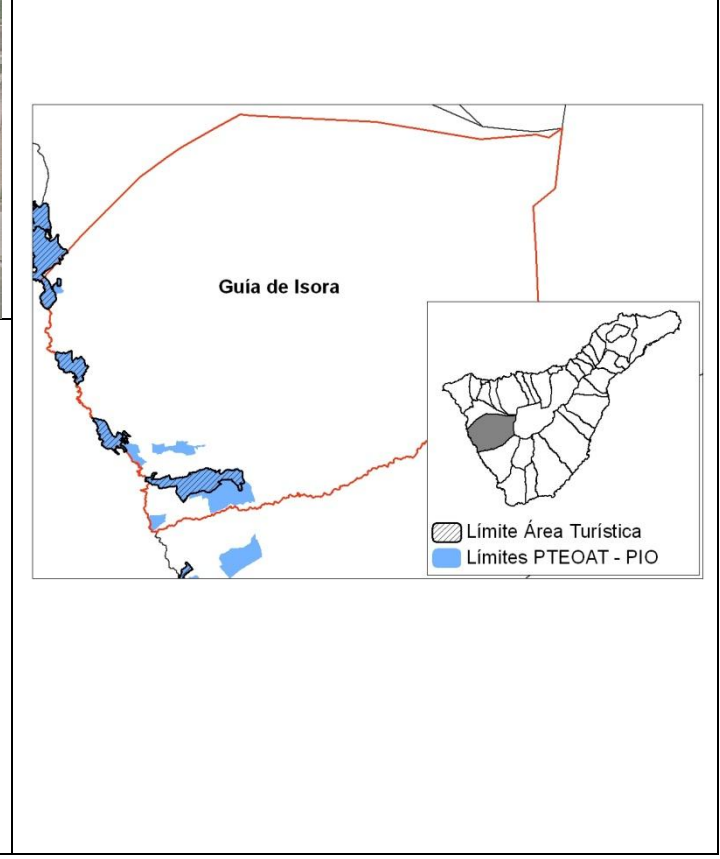 Guía de Isora
Límite Área Turística
Límites PTEOAT - PIO